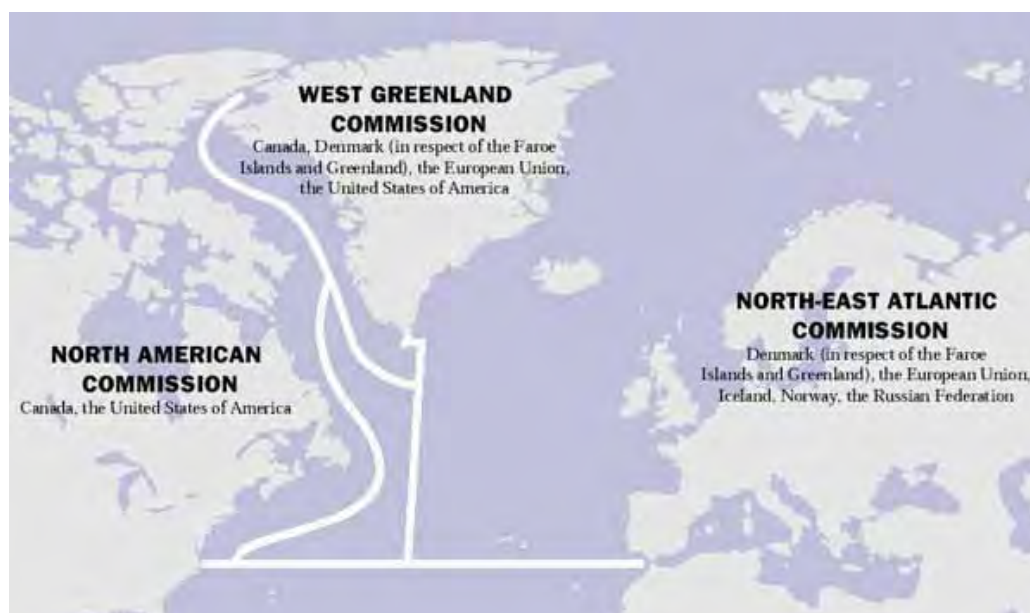 WEST GREENLAND
COMMISSION
Canada, Denmark (in respect of the Faroe
Islands and Greenland), the European Union,
the United States of America
NORTH-EAST ATLANTIC
COMMISSION
Denmark (in respect of the Faroe
Islands and Greenland), the European Union,
Iceland, Norway, the Russian Federation
NORTH AMERICAN
COMMISSION
Canada, the United States of America